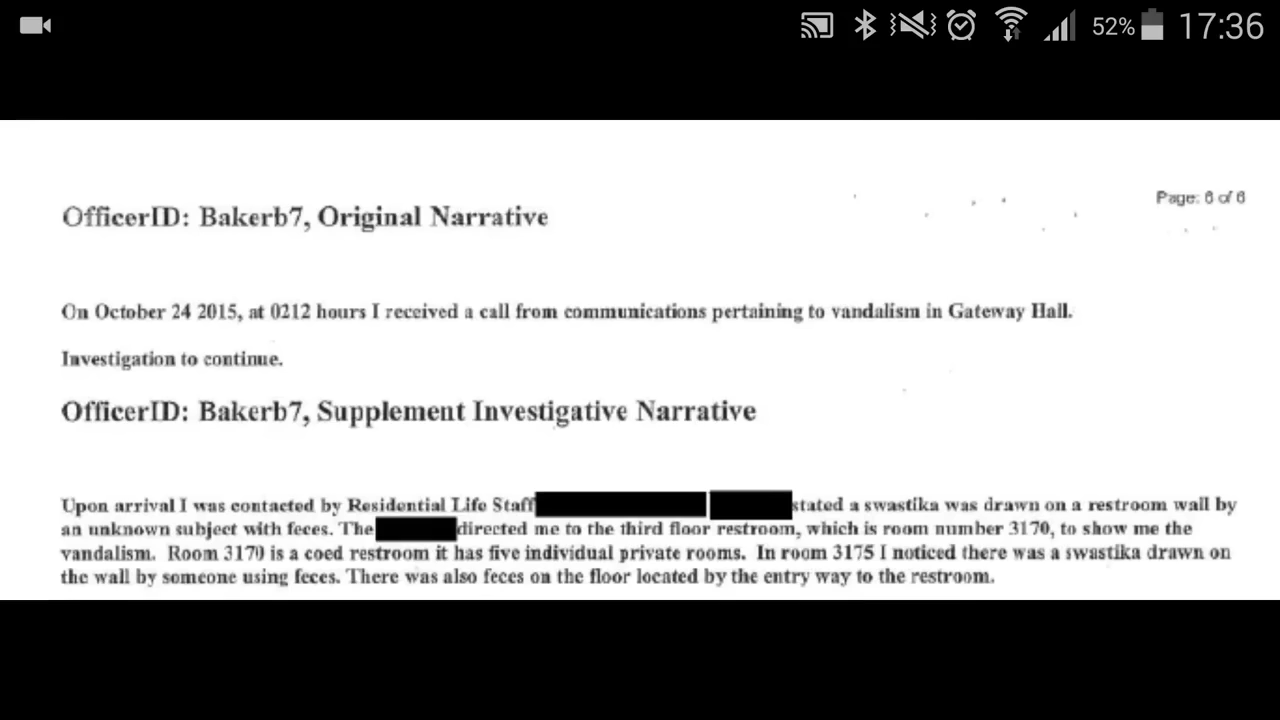 52% 17:36
Page: 6 of 6
OfficerID: Bakerb7, Original Narrative
On October 24 2015, at 0212 hours I received a call from communications pertaining to vandalism in Gateway Hall.
Investigation to continue.
OfficerID: Bakerb7, Supplement Investigative Narrative
Upon arrival I was contacted by Residential Life Staff stated a swastika was drawn on a restroom wall by
an unknown subject with feces. The directed me to the third floor restroom, which is room number 3170, to show me the
vandalism. Room 3170 is a coed restroom it has five individual private rooms. In room 3175 I noticed there was a swastika drawn on
the wall by someone using feces. There was also feces on the floor located by the entry way to the restroom.